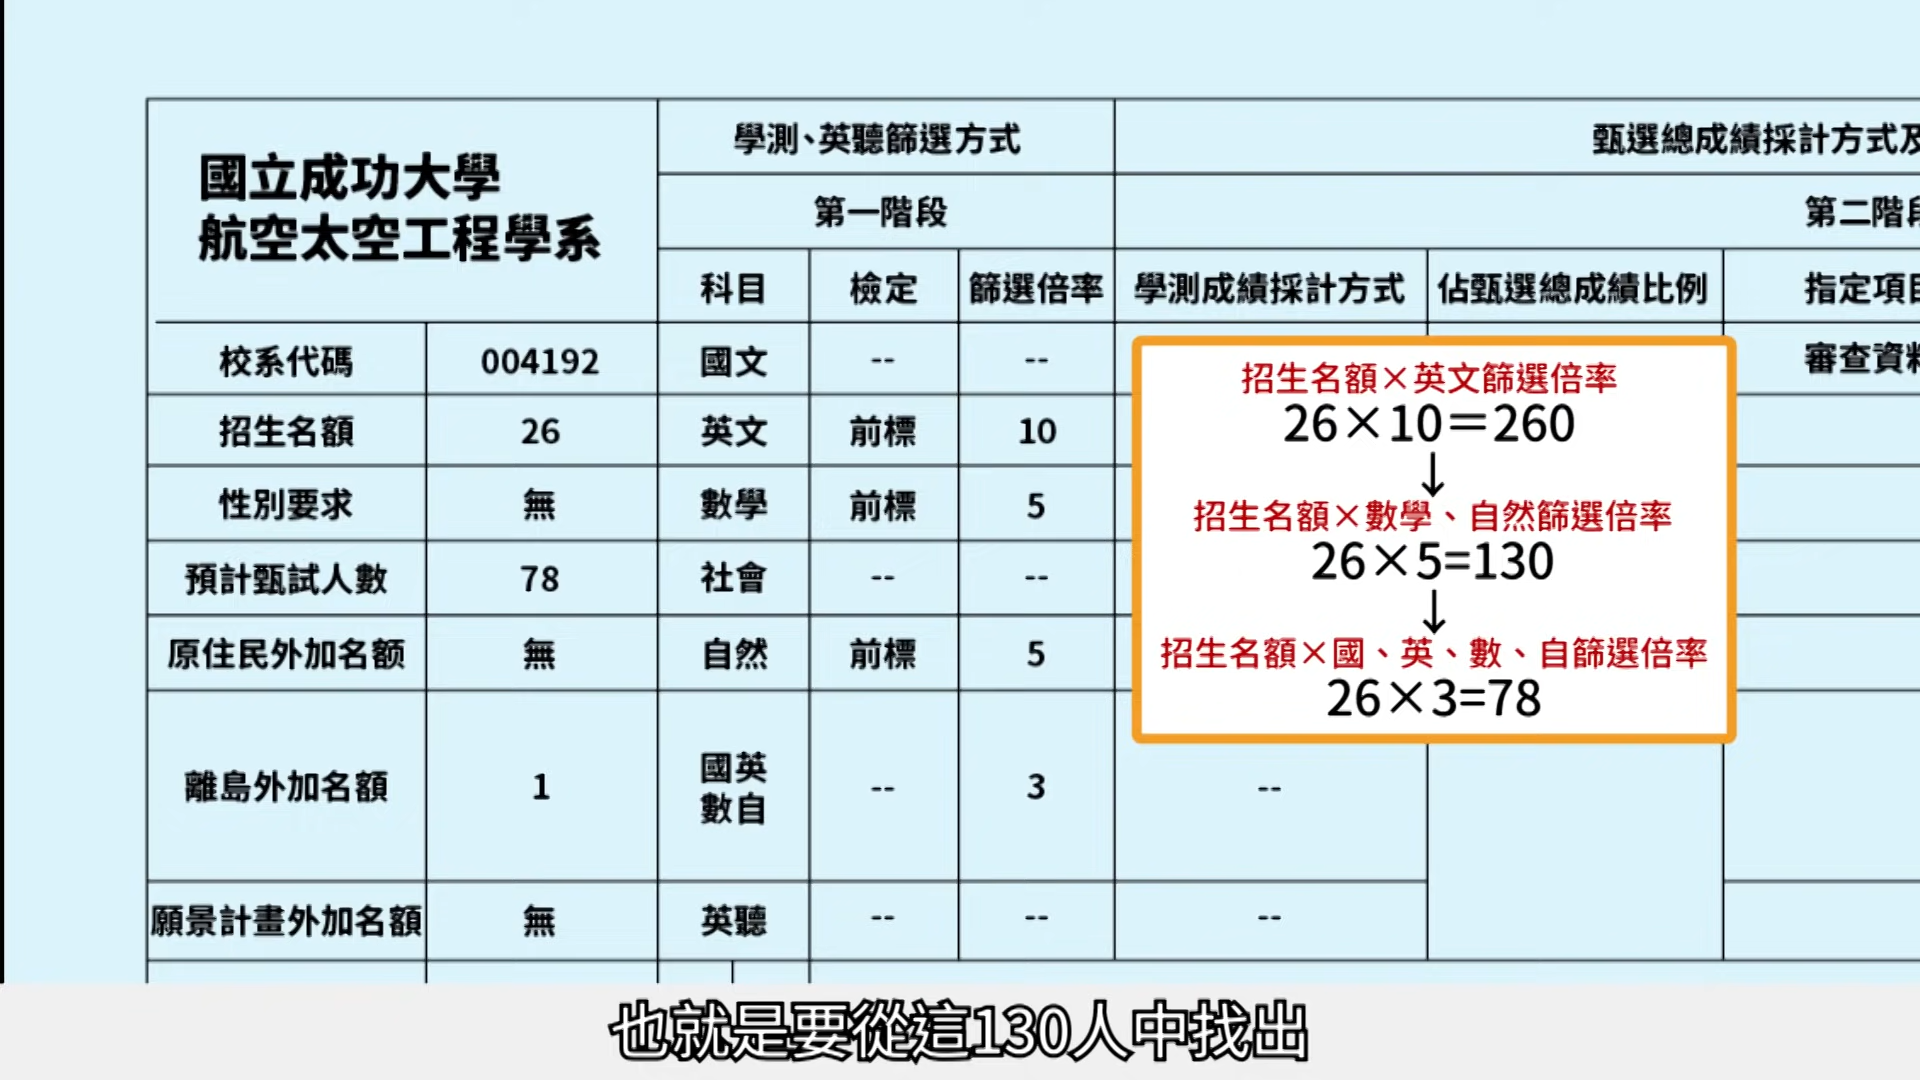 國立成功大學
航空太空工程學系
學測、英聽篩選方式
甄選總成績採計方式及
第一階段
第二階段
科目 檢定 篩選倍率 學測成績採計方式 佔甄選總成績比例 指定項目
校系代碼 004192 國文 -- -- 審查資料
招生名額 26 英文 前標 10
性別要求 無 數學 前標 5
預計甄試人數 78 社會 -- --
原住民外加名额 無 自然 前標 5
離島外加名額 1 國英
數自 -- 3 --
願景計畫外加名額 無 英聽 -- -- --
招生名額×英文篩選倍率
26×10＝260
↓
招生名額×數學、自然篩選倍率
26×5=130
↓
招生名額×國、英、數、自篩選倍率
26×3=78
也就是要從這130人中找出